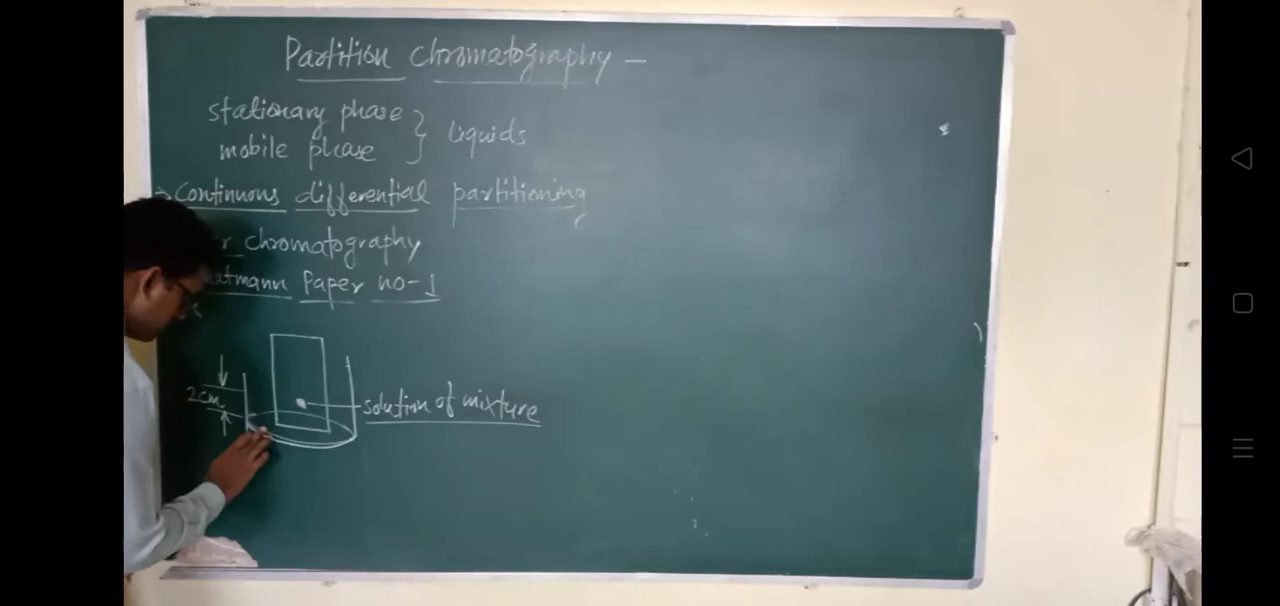 Partition Chromatography —
stationary phase } liquids
mobile phase
continuous differential partitioning
chromatography
Paper no-1
2cm
solution of mixture